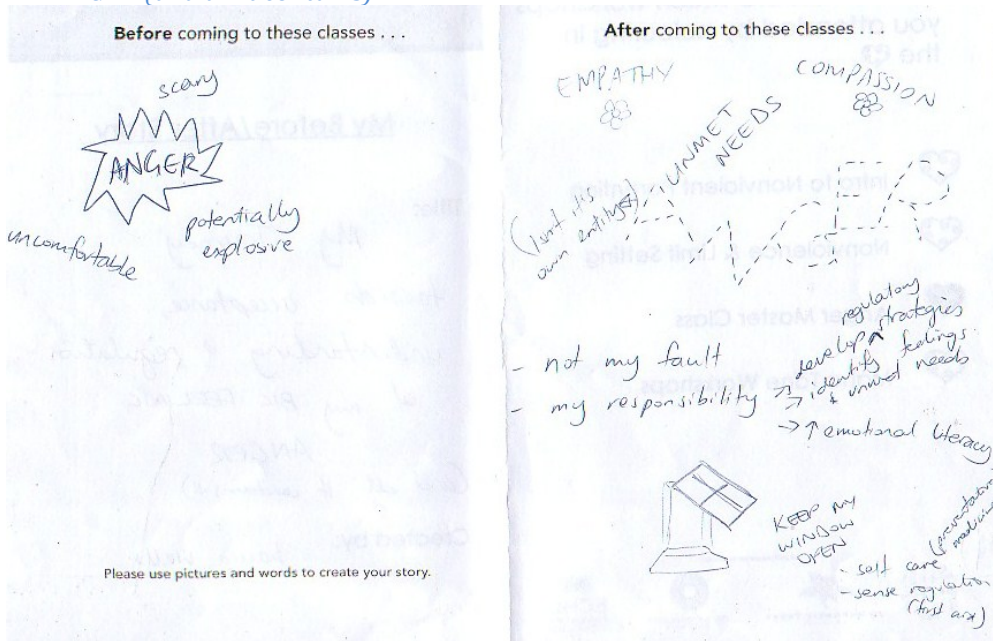 Before coming to these classes . . .
scary
ANGER
potentially
explosive
uncomfortable
Please use pictures and words to create your story.
After coming to these classes . . .
EMPATHY
COMPASSION
UNMET
NEEDS
(isn't its
own entity)
- not my fault
- my responsibility
→ develop regulatory strategies
→ identify feelings
& unmet needs
→ ↑ emotional literacy
KEEP MY
WINDOW
OPEN
- self care (preventative
medicine)
- sense regulation
(first aid)